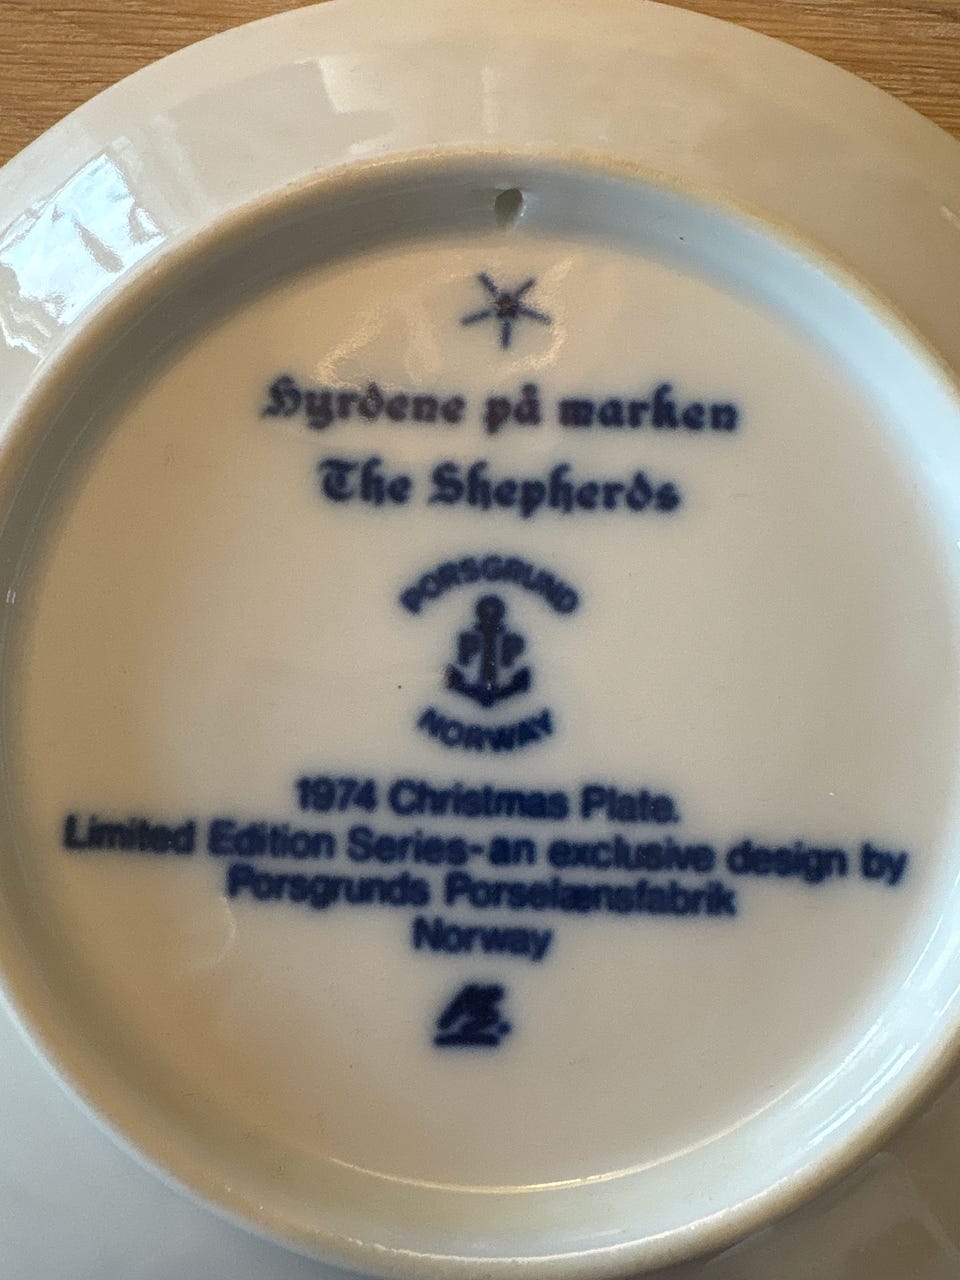 Hyrdene på marken
The Shepherds
PORSGRUND
PP
NORWAY
1974 Christmas Plate.
Limited Edition Series-an exclusive design by
Porsgrunds Porselænsfabrik
Norway